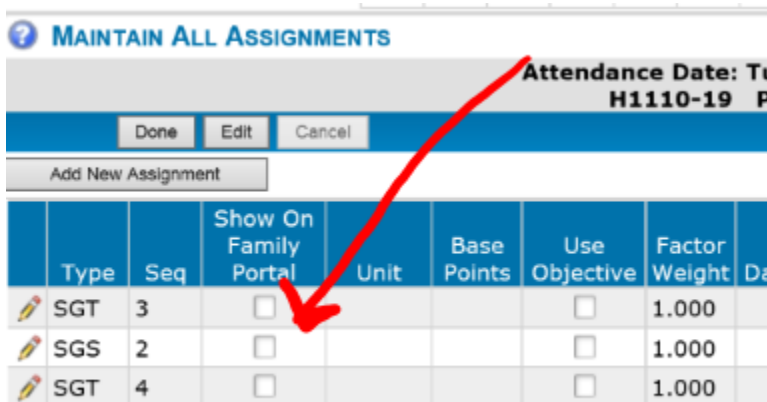 MAINTAIN ALL ASSIGNMENTS
Attendance Date:
H1110-19
Done Edit Cancel
Add New Assignment
Type Seq Show On Family Portal Unit Base Points Use Objective Factor Weight
SGT 3 1.000
SGS 2 1.000
SGT 4 1.000